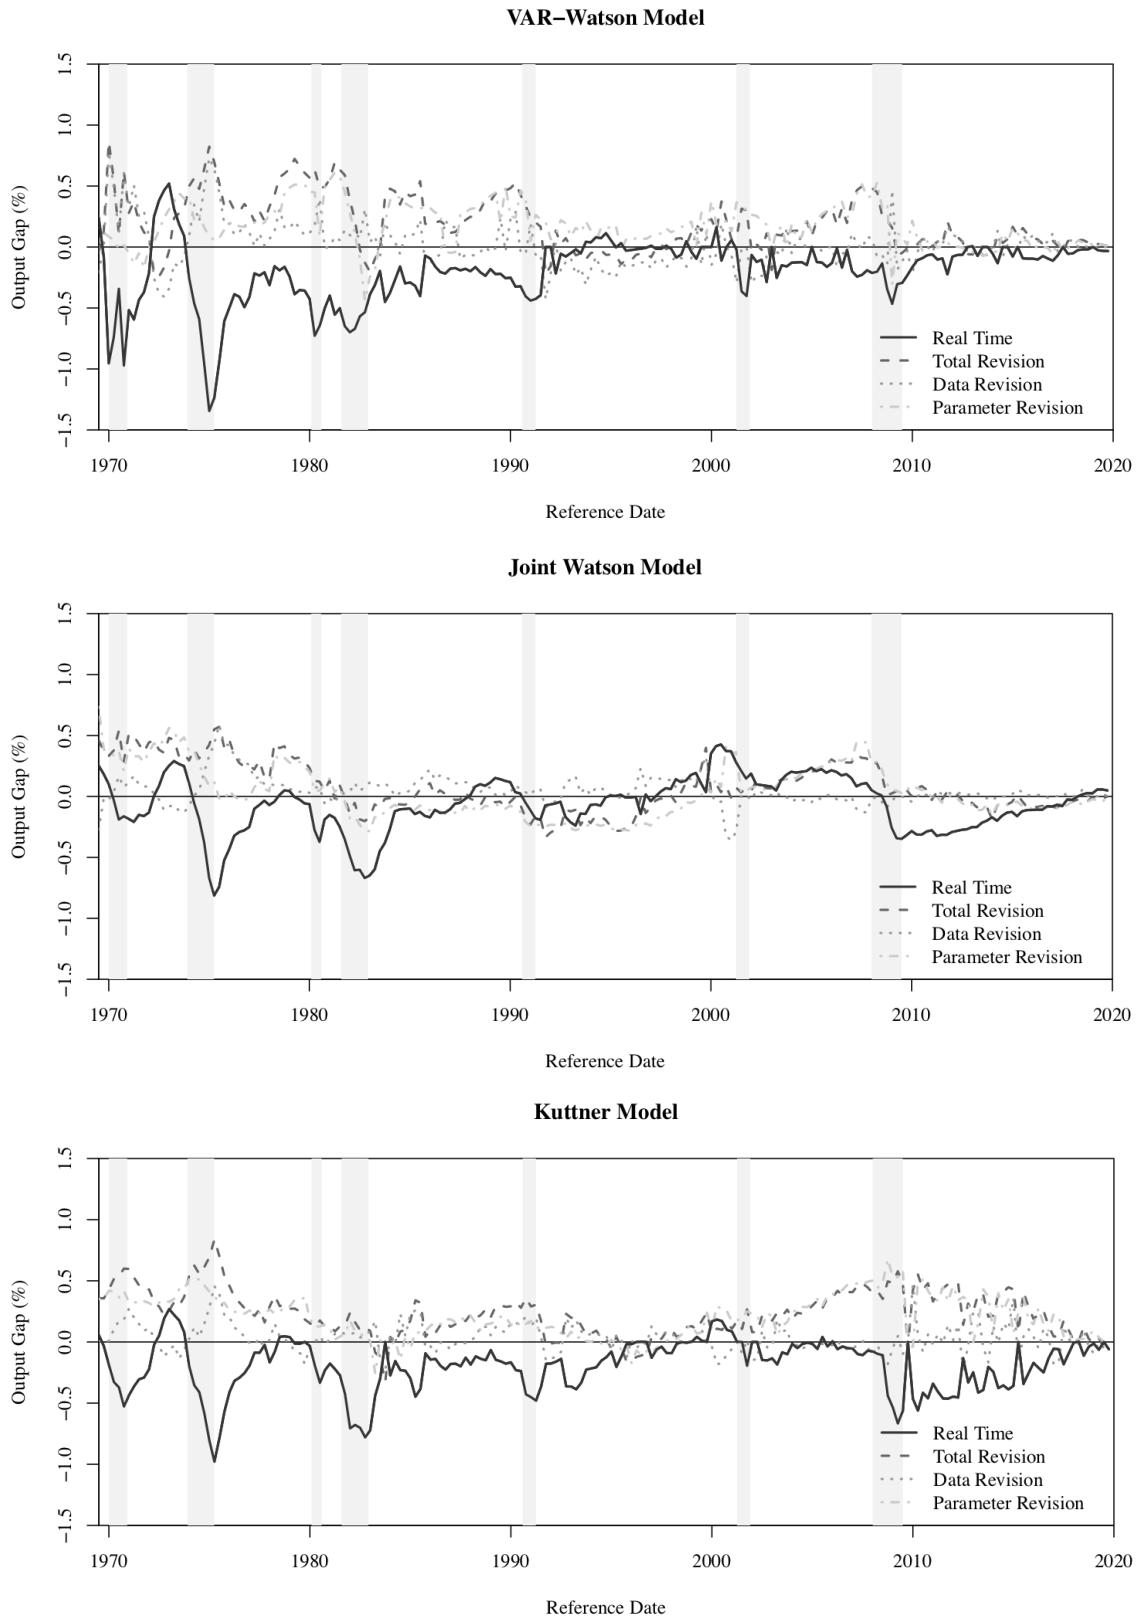 VAR−Watson Model
Output Gap (%)
1.5
1.0
0.5
0.0
−0.5
−1.0
−1.5
Real Time
Total Revision
Data Revision
Parameter Revision
1970 1980 1990 2000 2010 2020
Reference Date
Joint Watson Model
Output Gap (%)
1.5
1.0
0.5
0.0
−0.5
−1.0
−1.5
Real Time
Total Revision
Data Revision
Parameter Revision
1970 1980 1990 2000 2010 2020
Reference Date
Kuttner Model
Output Gap (%)
1.5
1.0
0.5
0.0
−0.5
−1.0
−1.5
Real Time
Total Revision
Data Revision
Parameter Revision
1970 1980 1990 2000 2010 2020
Reference Date